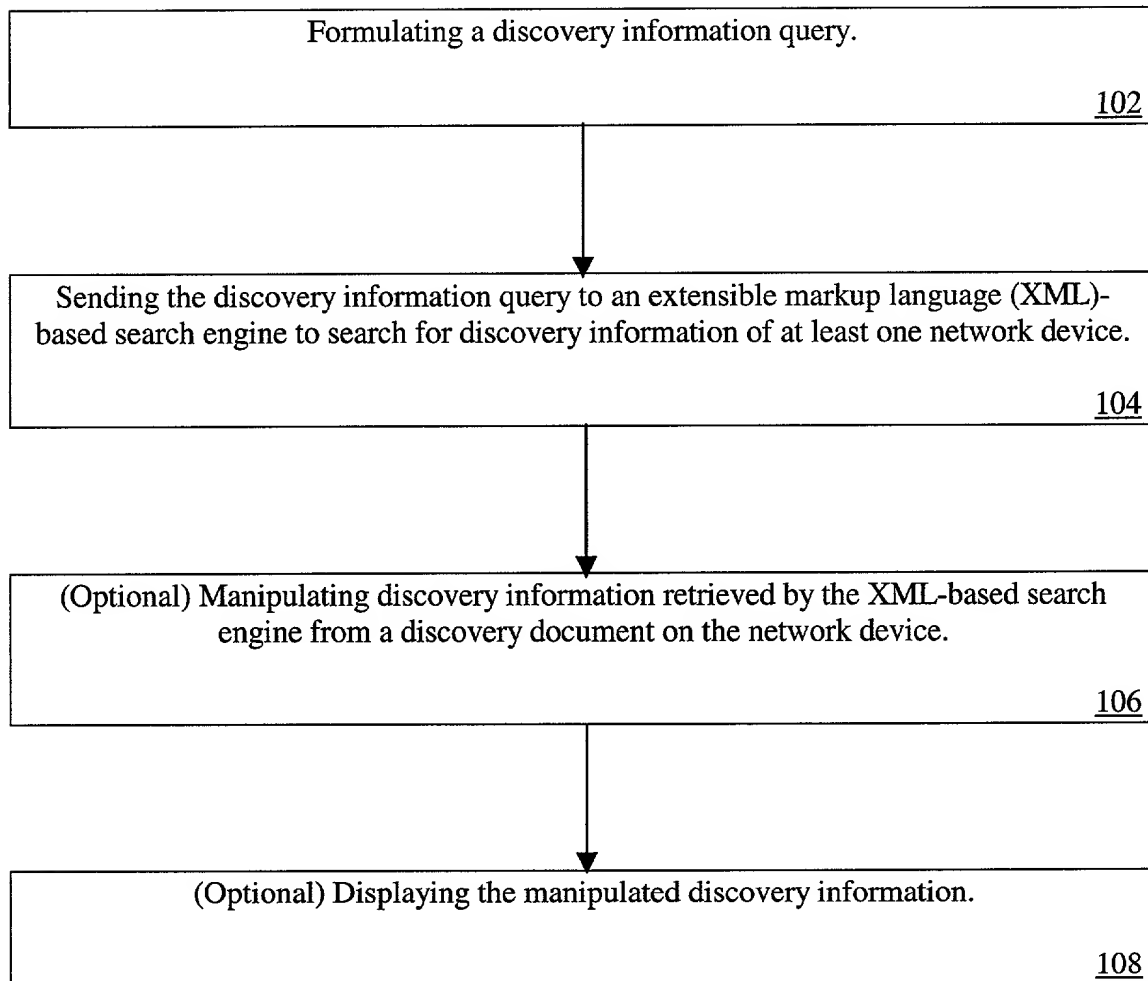 Formulating a discovery information query.
102
Sending the discovery information query to an extensible markup language (XML)-
based search engine to search for discovery information of at least one network device.
104
(Optional) Manipulating discovery information retrieved by the XML-based search
engine from a discovery document on the network device.
106
(Optional) Displaying the manipulated discovery information.
108